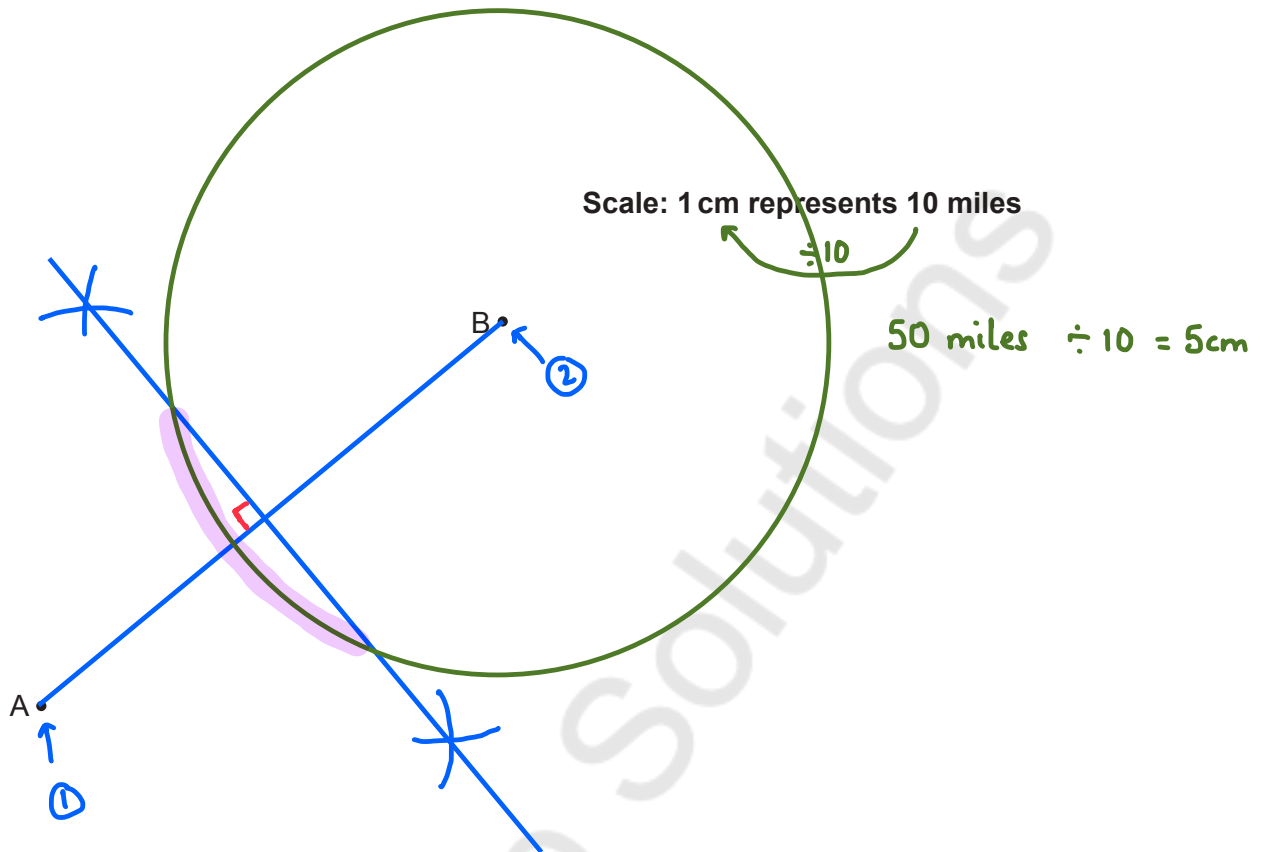 Scale: 1 cm represents 10 miles
÷10
B
50 miles ÷ 10 = 5cm
2
A
1
Solutions